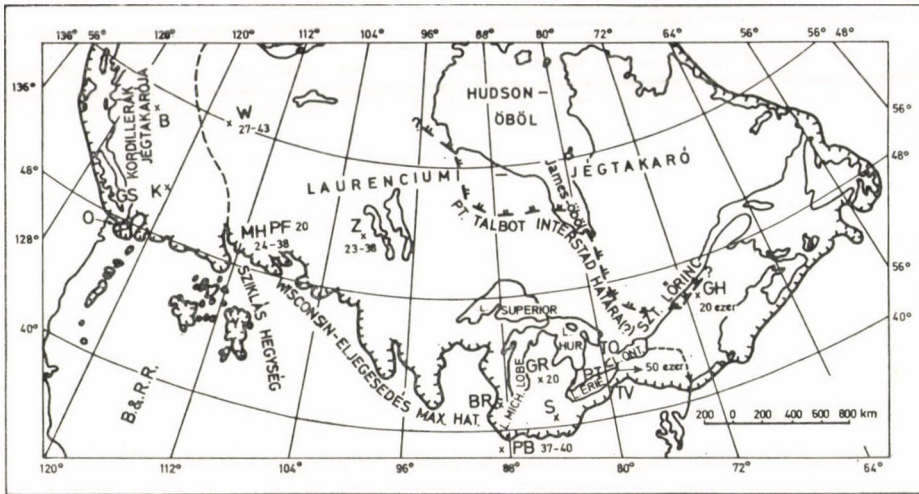 136° 128° 120° 112° 104° 96° 88° 80° 72° 64° 56° 48°
136°
56°
48°
128°
40°
56°
48°
56°
40°
KORDILLERÁK
JÉGTAKARÓJA
B
W
27-43
K
GS
O
HUDSON-
ÖBÖL
?
LAURENCIUMI - JÉGTAKARÓ
James-öböl
PT. TALBOT INTERSTAD HATÁRA(?)
MH PF 20
24-38
Z
23-38
SZIKLÁS HEGYSÉG
WISCONSIN-ELJEGESEDÉS MAX. HAT.
B.&R.R.
L. SUPERIOR
L. MICH. LOBE
L.
HUR.
GR
20
BR
S
PB 37-40
SZT. LŐRINC
?
GH
20 ezer
TO
L. ONT.
PT
50 ezer
L. ERIE
TV
200 0 200 400 600 800 km
120° 112° 104° 96° 88° 80° 72° 64°